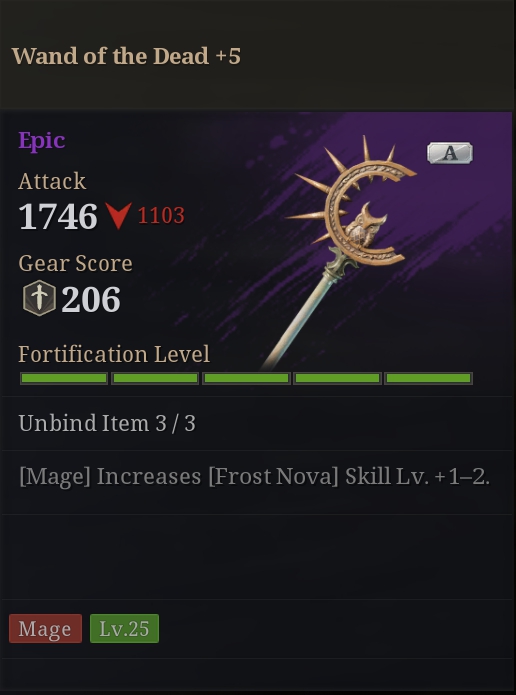 Wand of the Dead +5
Epic
A
Attack
1746 1103
Gear Score
206
Fortification Level
Unbind Item 3 / 3
[Mage] Increases [Frost Nova] Skill Lv. +1–2.
Mage Lv.25